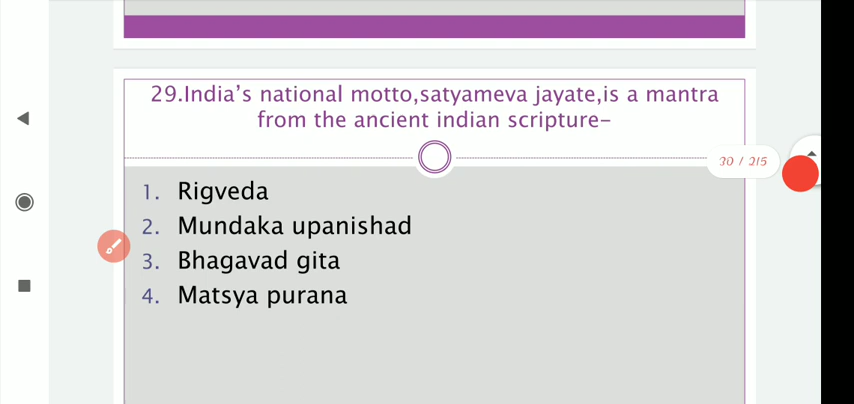 29.India's national motto,satyameva jayate,is a mantra
from the ancient indian scripture-
30 / 215
1. Rigveda
2. Mundaka upanishad
3. Bhagavad gita
4. Matsya purana